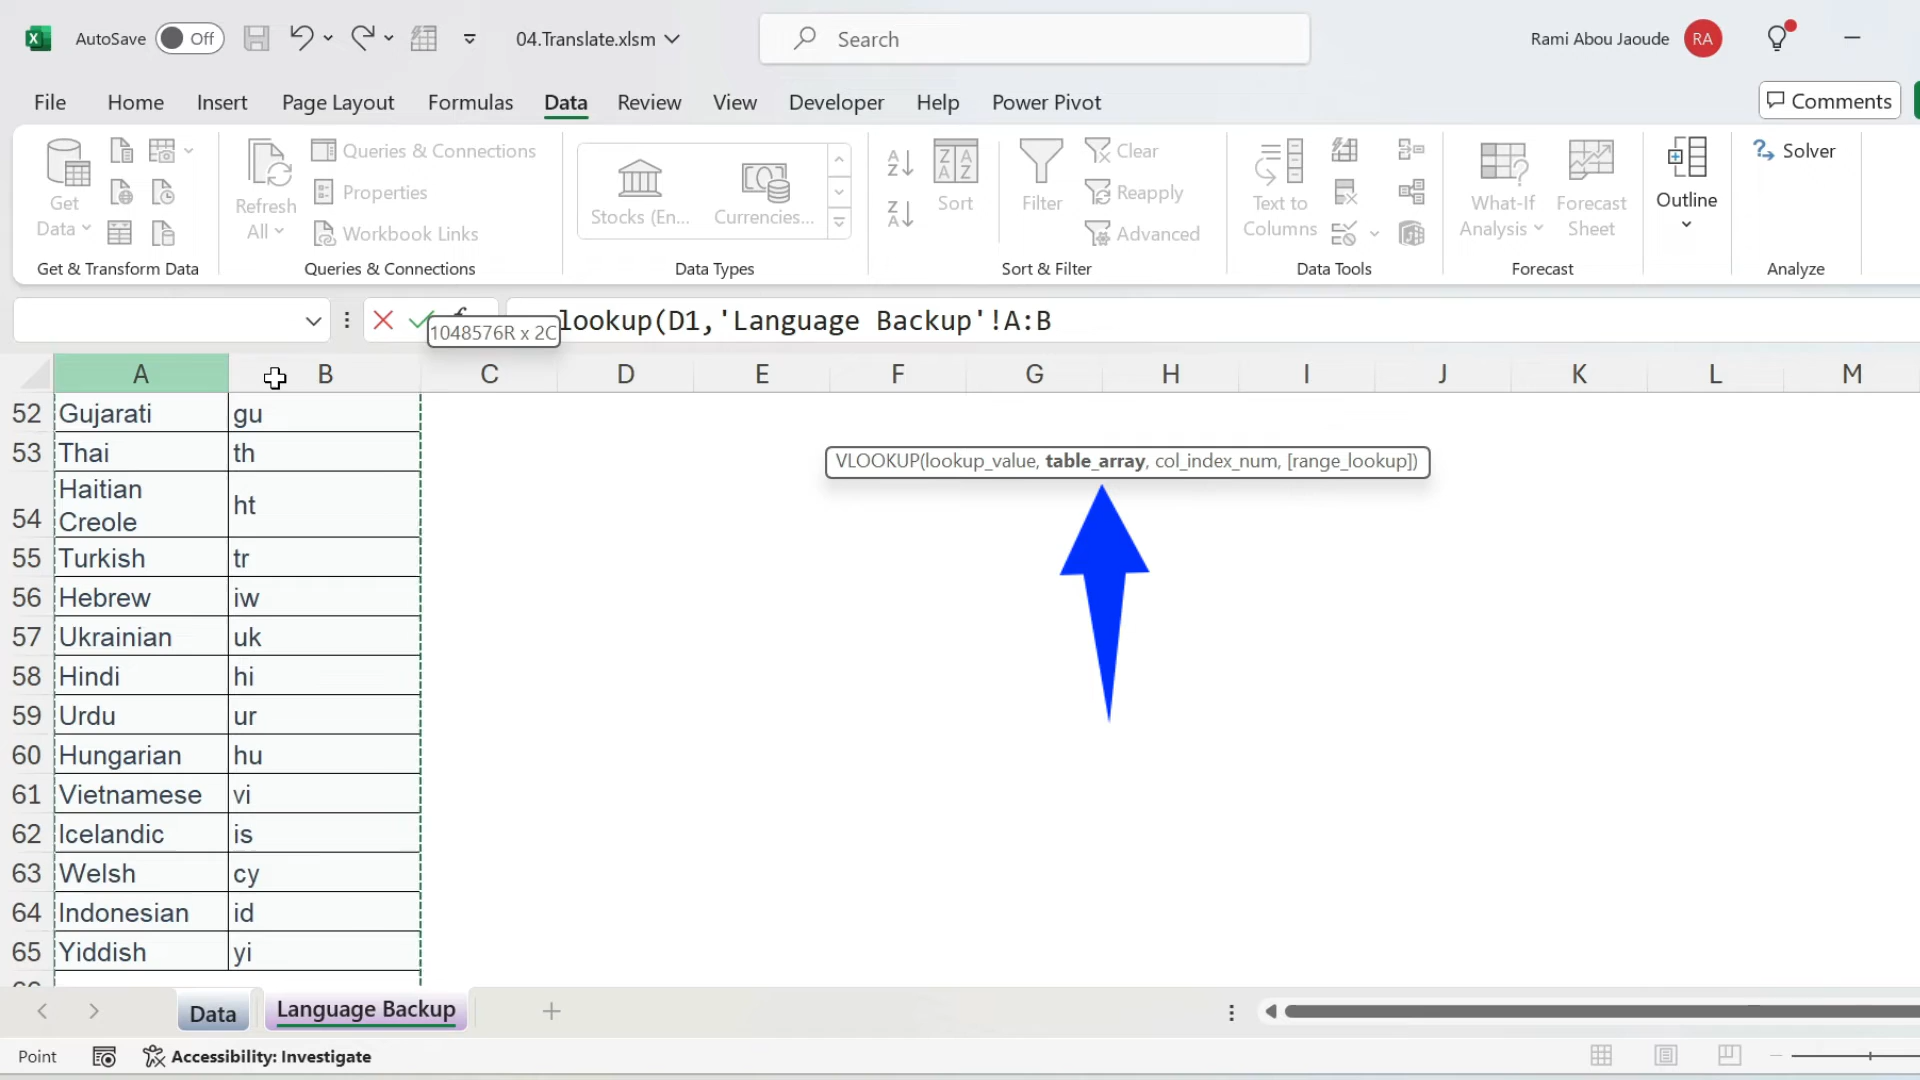 AutoSave Off 04.Translate.xlsm Search Rami Abou Jaoude RA
File Home Insert Page Layout Formulas Data Review View Developer Help Power Pivot Comments
Get Data
Refresh All
Queries & Connections
Properties
Workbook Links
Stocks (En... Currencies...
Sort
Filter
Clear
Reapply
Advanced
Text to Columns
What-If Analysis
Forecast Sheet
Outline
Solver
Get & Transform Data Queries & Connections Data Types Sort & Filter Data Tools Forecast Analyze
1048576R x 2C
lookup(D1,'Language Backup'!A:B
A B C D E F G H I J K L M
VLOOKUP(lookup_value, table_array, col_index_num, [range_lookup])
52 Gujarati gu
53 Thai th
54 Haitian Creole ht
55 Turkish tr
56 Hebrew iw
57 Ukrainian uk
58 Hindi hi
59 Urdu ur
60 Hungarian hu
61 Vietnamese vi
62 Icelandic is
63 Welsh cy
64 Indonesian id
65 Yiddish yi
Data Language Backup
Point Accessibility: Investigate